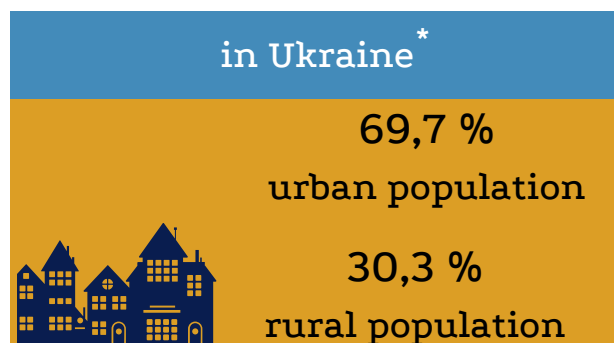 in Ukraine*
69,7 %
urban population
30,3 %
rural population